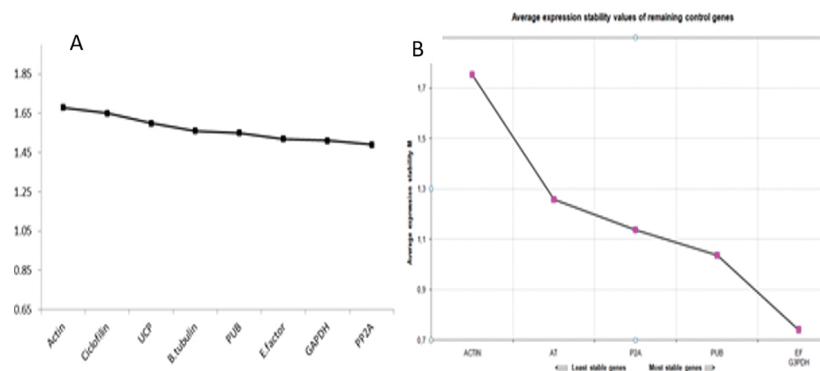 A
1.85
1.65
1.45
1.25
1.05
0.85
0.65
Actin
Ciclofilin
UCP
B.tubulin
PUB
E.factor
GAPDH
PP2A
Average expression stability values of remaining control genes
B
Average expression stability M
1,7
1,5
1,3
1,1
0,9
0,7
ACTIN
AT
P2A
PUB
EF
G3PDH
Least stable genes Most stable genes